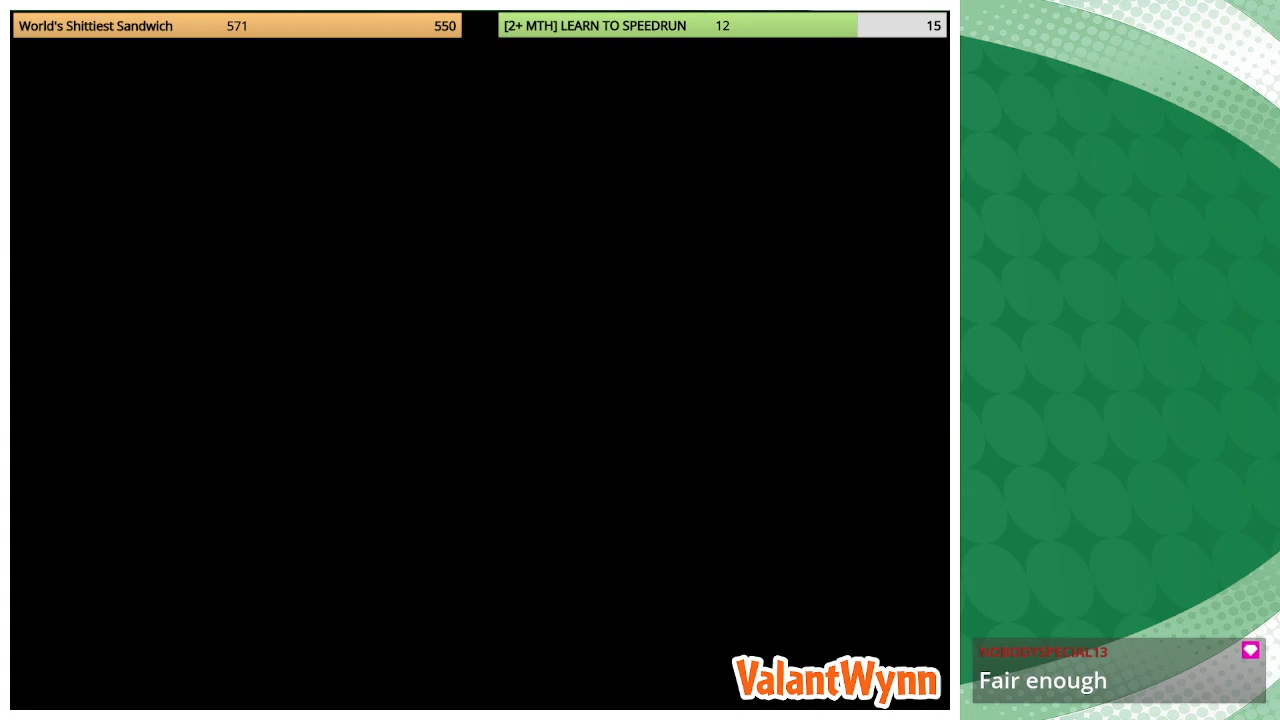 World's Shittiest Sandwich 571 550
[2+ MTH] LEARN TO SPEEDRUN 12 15
ValantWynn
NOBODYSPECIAL13
Fair enough